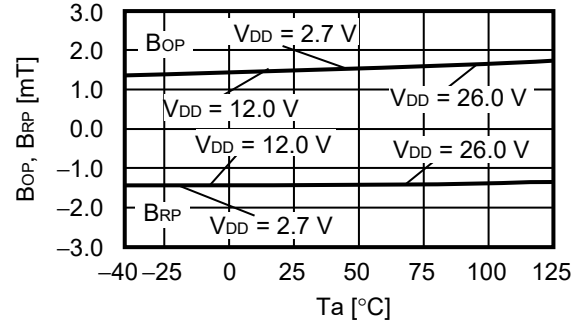 3.0
2.0
1.0
0.0
−1.0
−2.0
−3.0
BOP, BRP [mT]
BOP
VDD = 2.7 V
VDD = 12.0 V
VDD = 26.0 V
VDD = 12.0 V
VDD = 26.0 V
BRP
VDD = 2.7 V
−40 −25 0 25 50 75 100 125
Ta [°C]